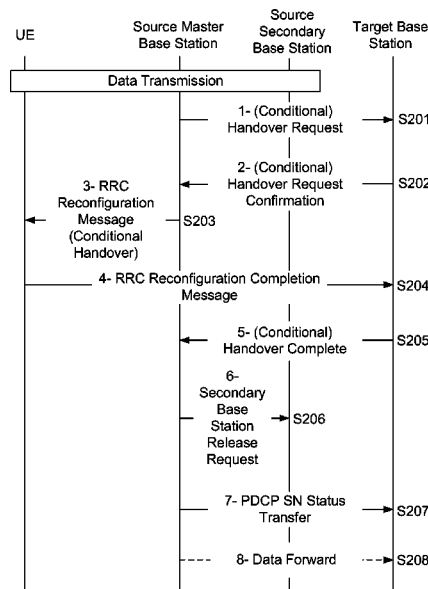 UE
Source Master
Base Station
Source
Secondary
Base Station
Target Base
Station
Data Transmission
1- (Conditional)
Handover Request
S201
2- (Conditional)
Handover Request
Confirmation
S202
3- RRC
Reconfiguration
Message
(Conditional
Handover)
S203
4- RRC Reconfiguration Completion
Message
S204
5- (Conditional)
Handover Complete
S205
6-
Secondary
Base
Station
Release
Request
S206
7- PDCP SN Status
Transfer
S207
8- Data Forward
S208